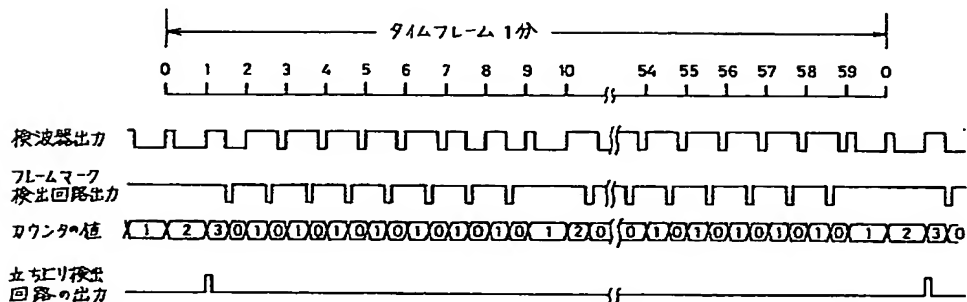 タイムフレーム 1分
0 1 2 3 4 5 6 7 8 9 10 54 55 56 57 58 59 0
検波器出力
フレームマーク
検出回路出力
カウンタの値 1 2 3 0 1 0 1 0 1 0 1 0 1 0 1 0 1 0 1 2 0 0 1 0 1 0 1 0 1 0 1 0 1 2 3 0
立ち上り検出
回路の出力